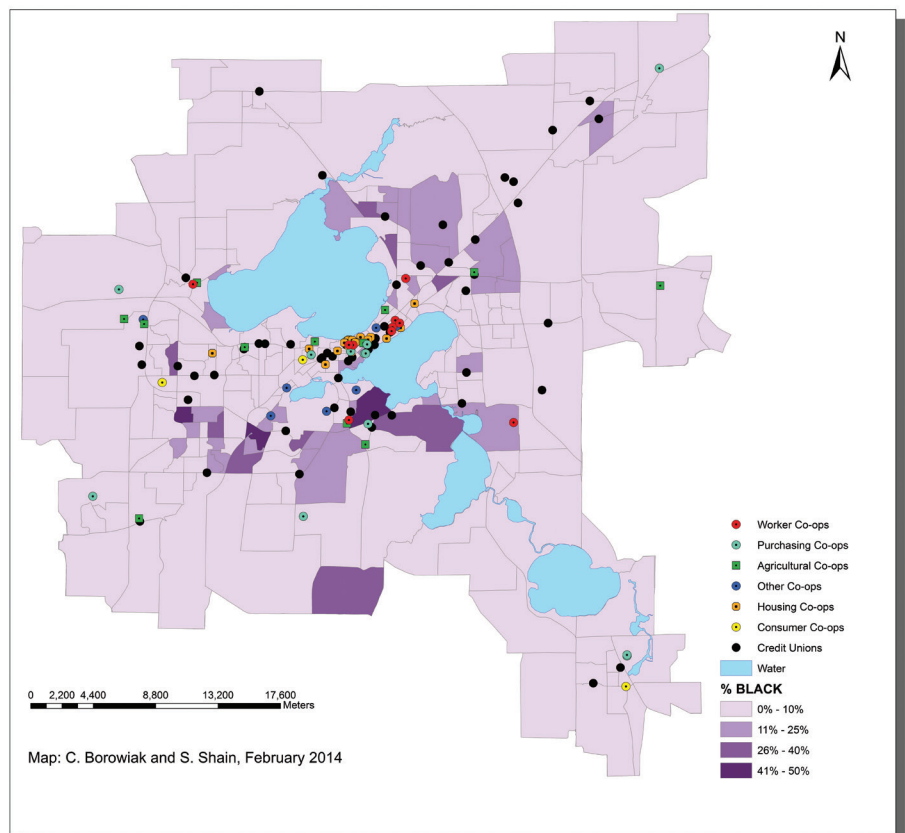 N
Worker Co-ops
Purchasing Co-ops
Agricultural Co-ops
Other Co-ops
Housing Co-ops
Consumer Co-ops
Credit Unions
Water
% BLACK
0% - 10%
11% - 25%
26% - 40%
41% - 50%
0 2,200 4,400 8,800 13,200 17,600
Meters
Map: C. Borowiak and S. Shain, February 2014